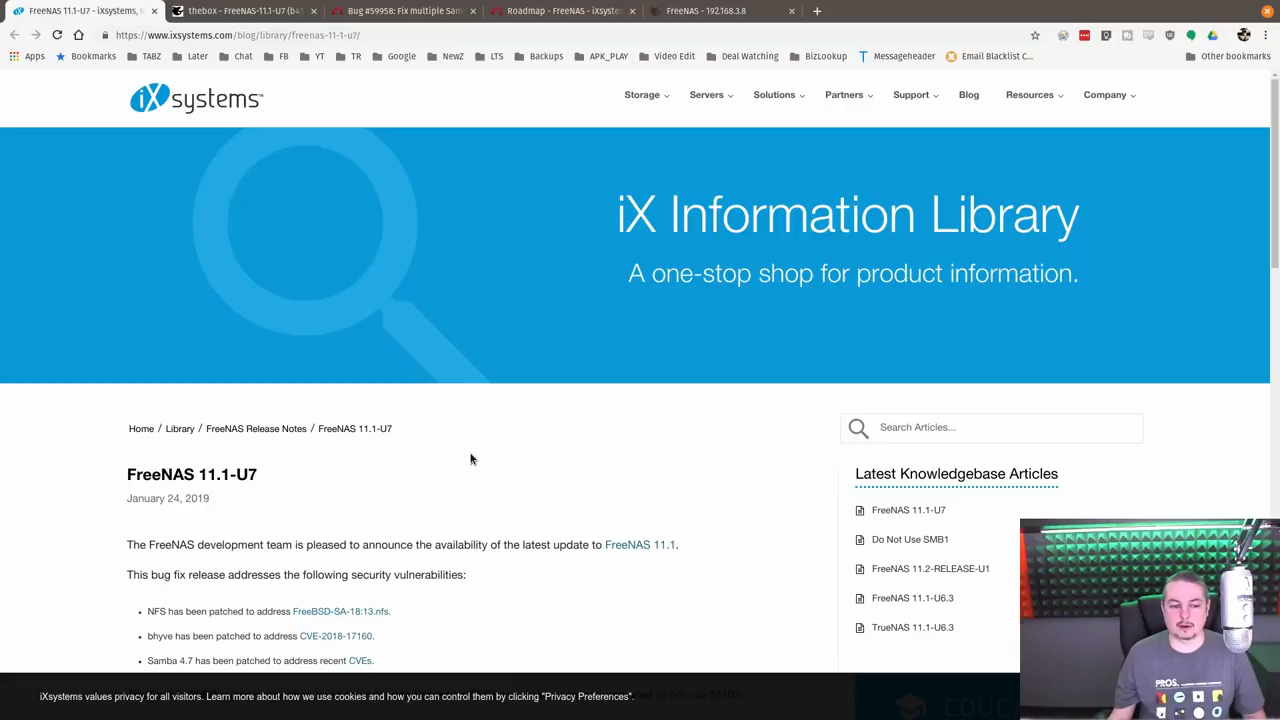 FreeNAS 11.1-U7 - iXsystems, I
thebox - FreeNAS-11.1-U7 (b45
Bug #59958: Fix multiple Sam
Roadmap - FreeNAS - iXsystem
FreeNAS - 192.168.3.8
https://www.ixsystems.com/blog/library/freenas-11-1-u7/
Apps Bookmarks TABZ Later Chat FB YT TR Google NewZ LTS Backups APK_PLAY Video Edit Deal Watching BizLookup Messageheader Email Blacklist C... Other bookmarks
iXsystems™
Storage Servers Solutions Partners Support Blog Resources Company
iX Information Library
A one-stop shop for product information.
Home / Library / FreeNAS Release Notes / FreeNAS 11.1-U7
Search Articles...
FreeNAS 11.1-U7
January 24, 2019
The FreeNAS development team is pleased to announce the availability of the latest update to FreeNAS 11.1.
This bug fix release addresses the following security vulnerabilities:
• NFS has been patched to address FreeBSD-SA-18:13.nfs.
• bhyve has been patched to address CVE-2018-17160.
• Samba 4.7 has been patched to address recent CVEs.
Latest Knowledgebase Articles
FreeNAS 11.1-U7
Do Not Use SMB1
FreeNAS 11.2-RELEASE-U1
FreeNAS 11.1-U6.3
TrueNAS 11.1-U6.3
iXsystems values privacy for all visitors. Learn more about how we use cookies and how you can control them by clicking "Privacy Preferences".
PROS.